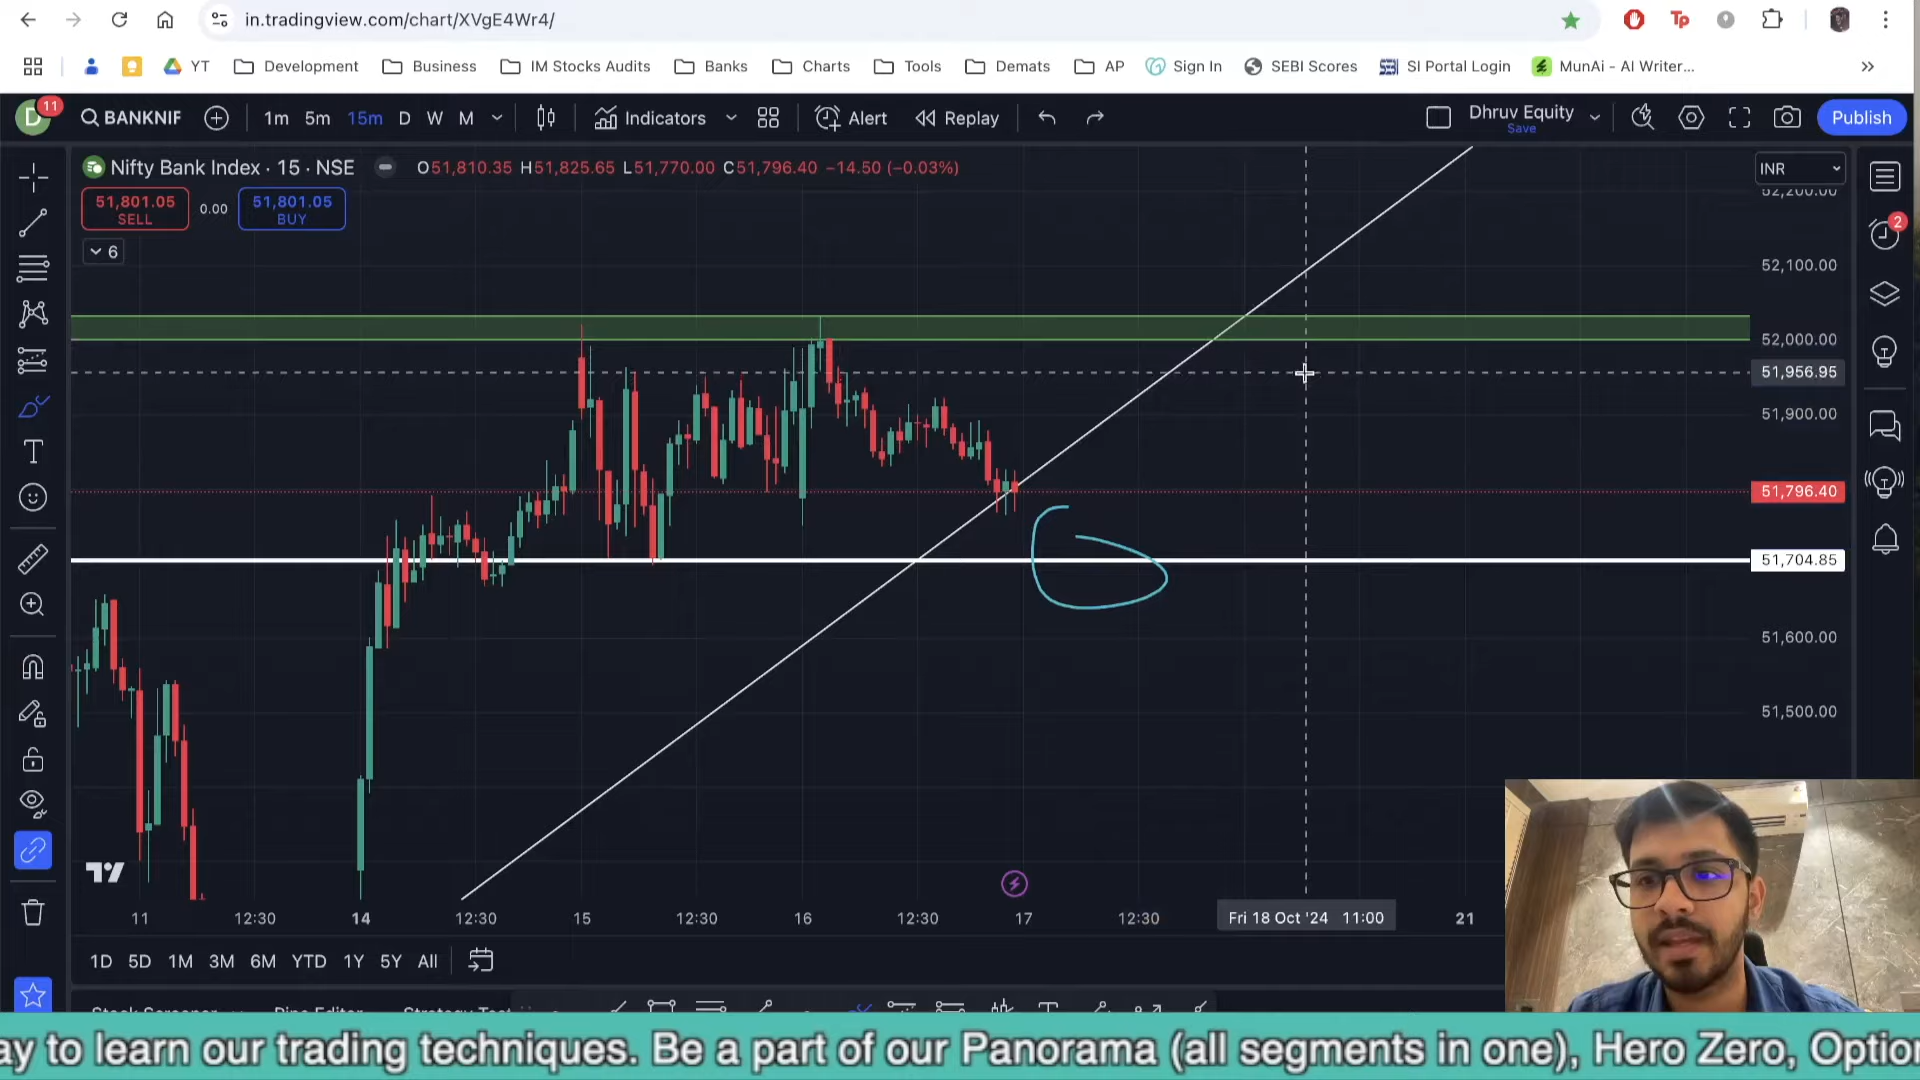 in.tradingview.com/chart/XVgE4Wr4/
YT Development Business IM Stocks Audits Banks Charts Tools Demats AP Sign In SEBI Scores SI Portal Login MunAi - AI Writer...
D 11 BANKNIF 1m 5m 15m D W M Indicators Alert Replay Dhruv Equity Save Publish
Nifty Bank Index · 15 · NSE O51,810.35 H51,825.65 L51,770.00 C51,796.40 −14.50 (−0.03%)
INR
51,801.05 SELL 0.00 51,801.05 BUY
6
52,200.00
2
52,100.00
52,000.00
51,956.95
51,900.00
51,796.40
51,704.85
51,600.00
51,500.00
11 12:30 14 12:30 15 12:30 16 12:30 17 12:30 Fri 18 Oct '24 11:00 21
1D 5D 1M 3M 6M YTD 1Y 5Y All
ay to learn our trading techniques. Be a part of our Panorama (all segments in one), Hero Zero, Option